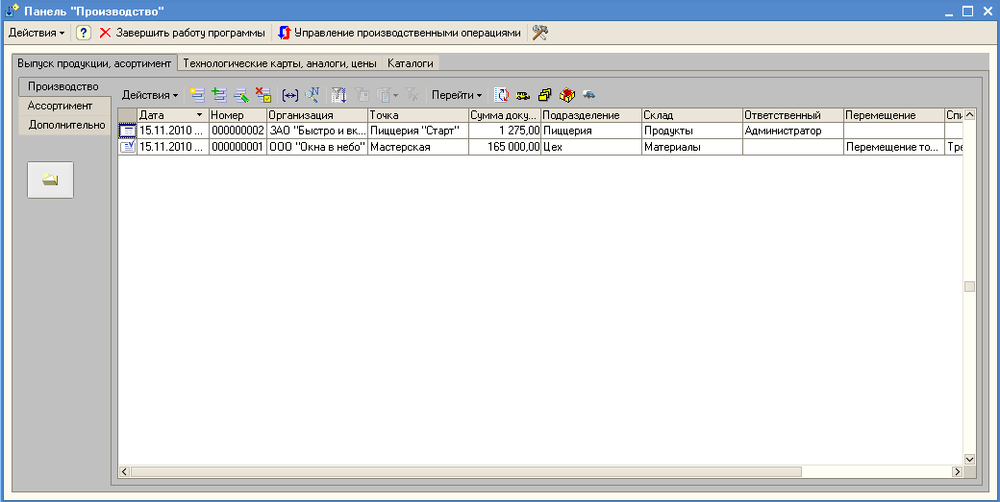 Панель "Производство"
Действия ? Завершить работу программы Управление производственными операциями
Выпуск продукции, асортимент Технологические карты, аналоги, цены Каталоги
Производство
Ассортимент
Дополнительно
Действия Перейти
Дата Номер Организация Точка Сумма доку... Подразделение Склад Ответственный Перемещение Спи
15.11.2010 ... 000000002 ЗАО "Быстро и вк... Пиццерия "Старт" 1 275,00 Пиццерия Продукты Администратор
15.11.2010 ... 000000001 ООО "Окна в небо" Мастерская 165 000,00 Цех Материалы Перемещение то... Тре